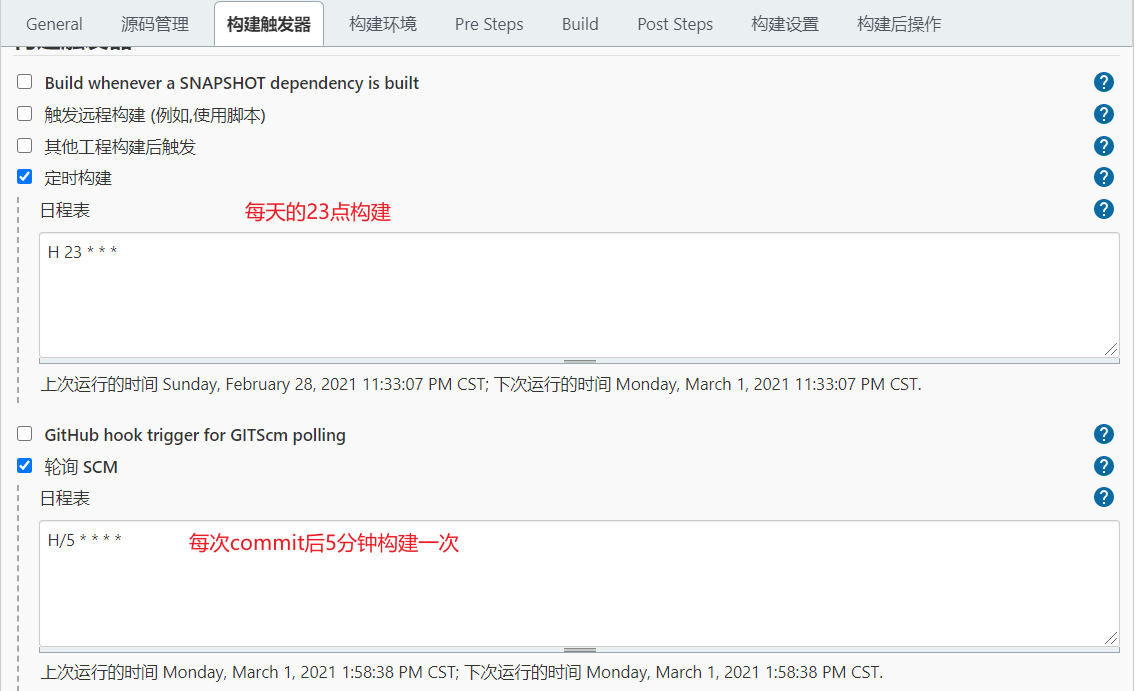 General 源码管理 构建触发器 构建环境 Pre Steps Build Post Steps 构建设置 构建后操作
构建触发器
Build whenever a SNAPSHOT dependency is built
触发远程构建 (例如,使用脚本)
其他工程构建后触发
定时构建
日程表 每天的23点构建
H 23 * * *
上次运行的时间 Sunday, February 28, 2021 11:33:07 PM CST; 下次运行的时间 Monday, March 1, 2021 11:33:07 PM CST.
GitHub hook trigger for GITScm polling
轮询 SCM
日程表
H/5 * * * * 每次commit后5分钟构建一次
上次运行的时间 Monday, March 1, 2021 1:58:38 PM CST; 下次运行的时间 Monday, March 1, 2021 1:58:38 PM CST.